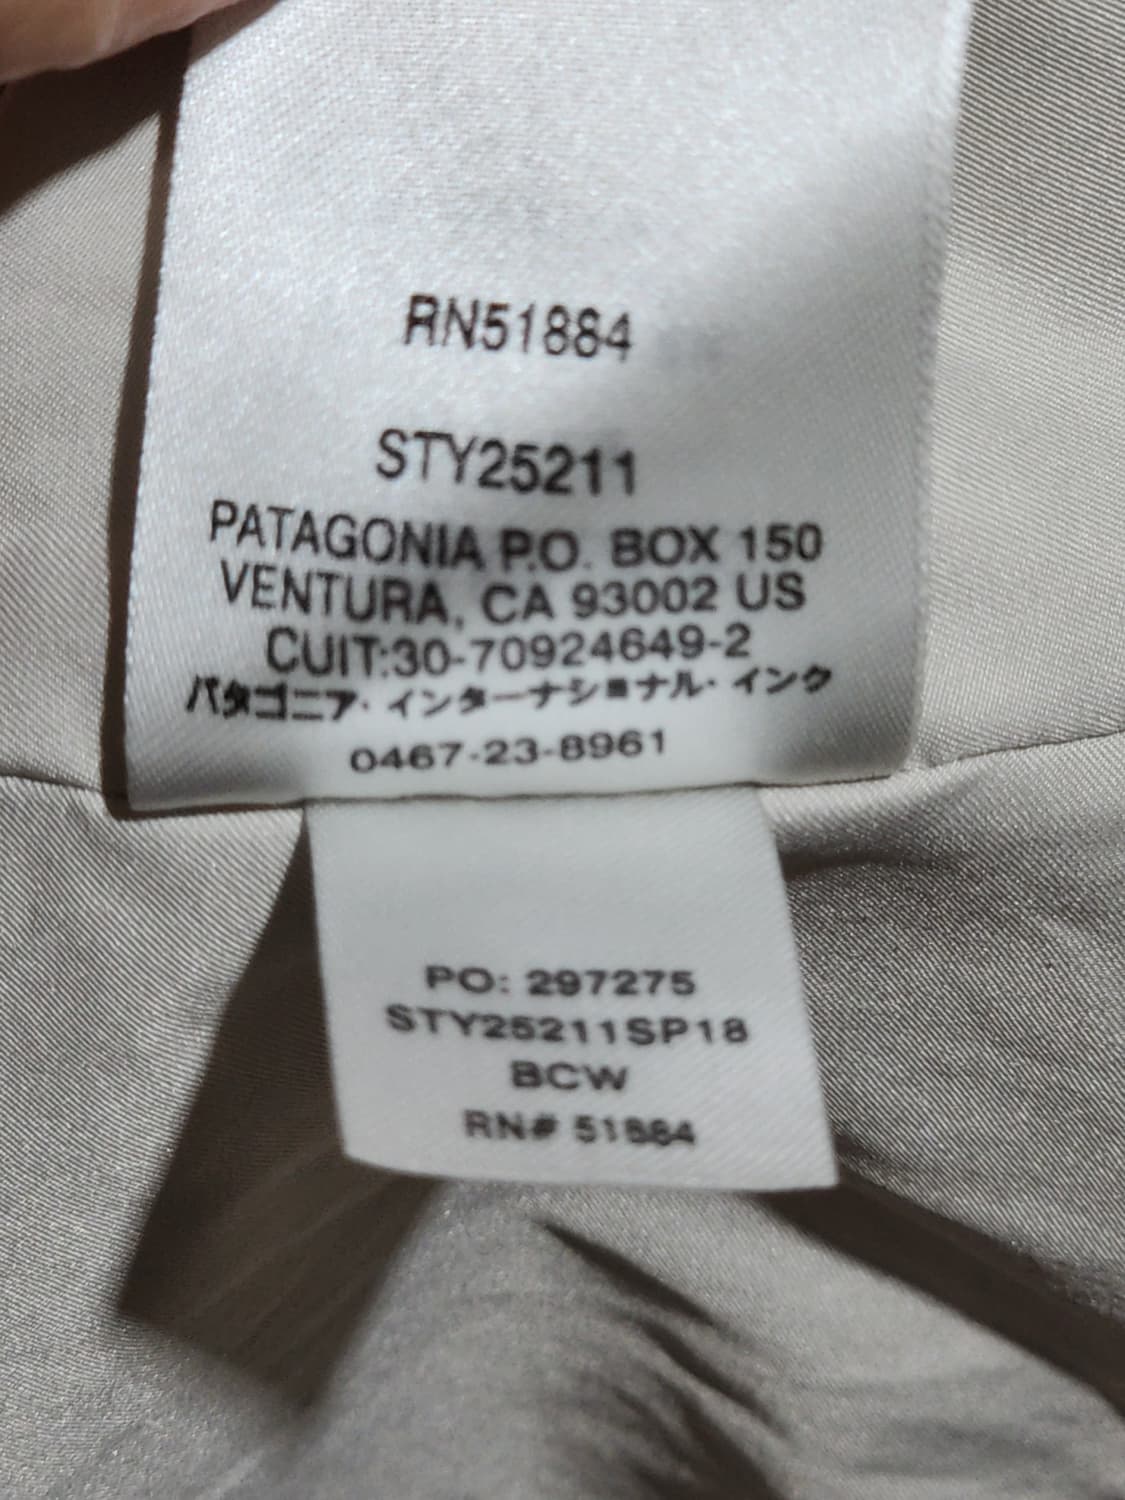 RN51884
STY25211
PATAGONIA P.O. BOX 150
VENTURA, CA 93002 US
CUIT:30-70924649-2
パタゴニア・インターナショナル・インク
0467-23-8961
PO: 297275
STY25211SP18
BCW
RN# 51884